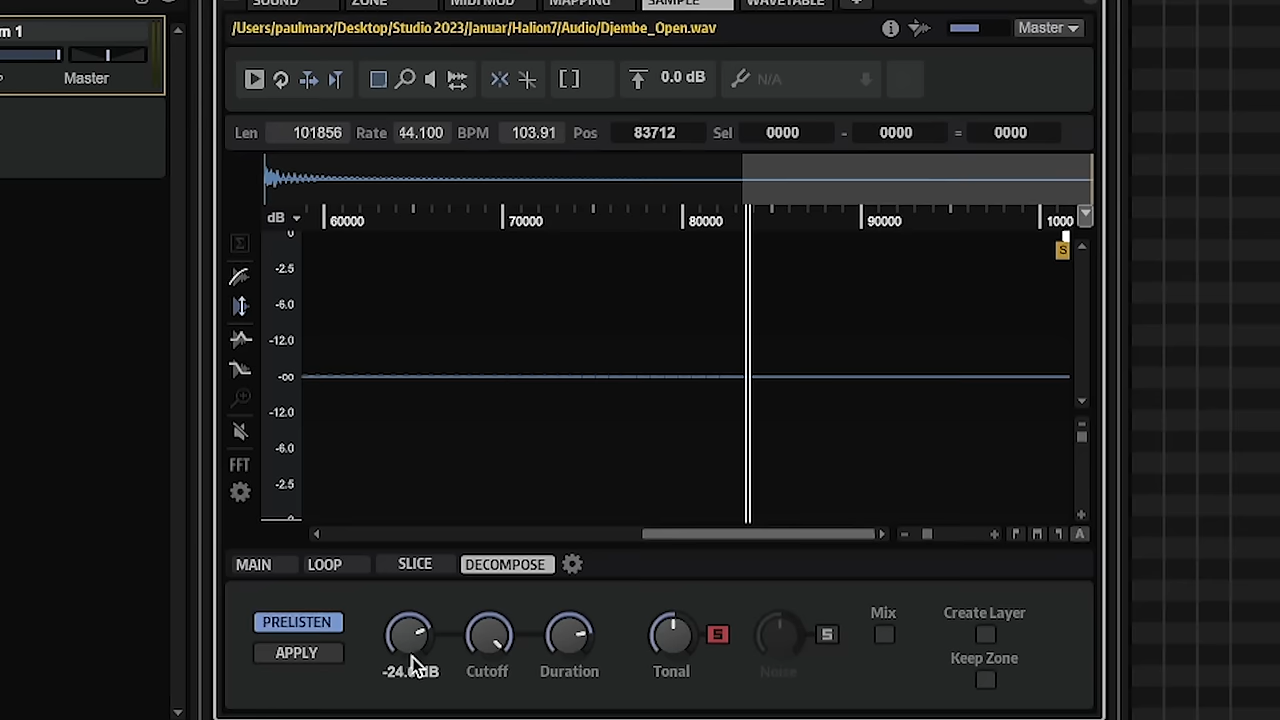 SOUND ZONE MIDI MOD MAPPING SAMPLE WAVETABLE +
m 1
/Users/paulmarx/Desktop/Studio 2023/Januar/Halion7/Audio/Djembe_Open.wav Master
Master
0.0 dB N/A
Len 101856 Rate 44.100 BPM 103.91 Pos 83712 Sel 0000 - 0000 = 0000
dB 60000 70000 80000 90000 1000
0
S
-2.5
-6.0
-12.0
-∞
-12.0
-6.0
-2.5
FFT
A
MAIN LOOP SLICE DECOMPOSE
Mix Create Layer
PRELISTEN
S S
APPLY
Keep Zone
Cutoff Duration Tonal Noise